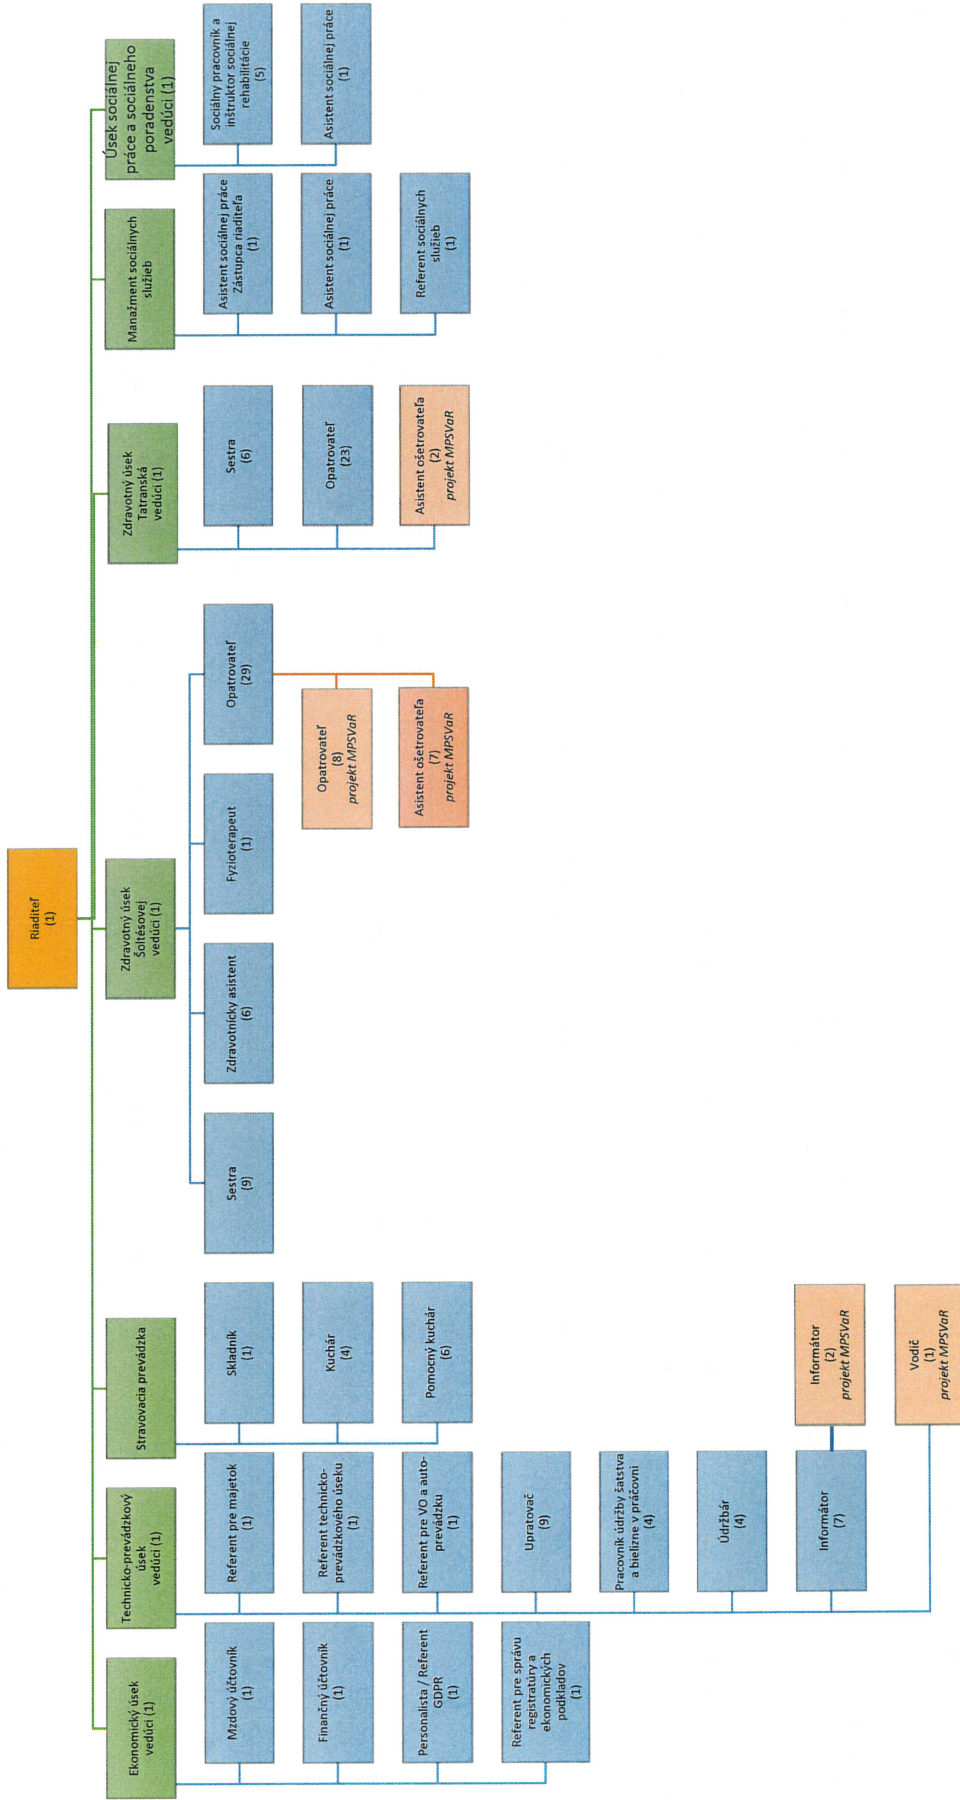 Riaditeľ
(1)
Ekonomický úsek
vedúci (1)
Mzdový účtovník
(1)
Finančný účtovník
(1)
Personalista / Referent
GDPR
(1)
Referent pre správu
registratúry a
ekonomických
podkladov
(1)
Technicko-prevádzkový
úsek
vedúci (1)
Referent pre majetok
(1)
Referent technicko-
prevádzkového úseku
(1)
Referent pre VO a auto-
prevádzku
(1)
Upratovač
(9)
Pracovník údržby šatstva
a bielizne v práčovni
(4)
Údržbár
(4)
Informátor
(7)
Informátor
(2)
projekt MPSVaR
Vodič
(1)
projekt MPSVaR
Stravovacia prevádzka
Skladník
(1)
Kuchár
(4)
Pomocný kuchár
(6)
Zdravotný úsek
Šoltésovej
vedúci (1)
Sestra
(9)
Zdravotnícky asistent
(6)
Fyzioterapeut
(1)
Opatrovateľ
(29)
Opatrovateľ
(8)
projekt MPSVaR
Asistent ošetrovateľa
(7)
projekt MPSVaR
Zdravotný úsek
Tatranská
vedúci (1)
Sestra
(6)
Opatrovateľ
(23)
Asistent ošetrovateľa
(2)
projekt MPSVaR
Manažment sociálnych
služieb
Asistent sociálnej práce
Zástupca riaditeľa
(1)
Asistent sociálnej práce
(1)
Referent sociálnych
služieb
(1)
Úsek sociálnej
práce a sociálneho
poradenstva
vedúci (1)
Sociálny pracovník a
inštruktor sociálnej
rehabilitácie
(5)
Asistent sociálnej práce
(1)